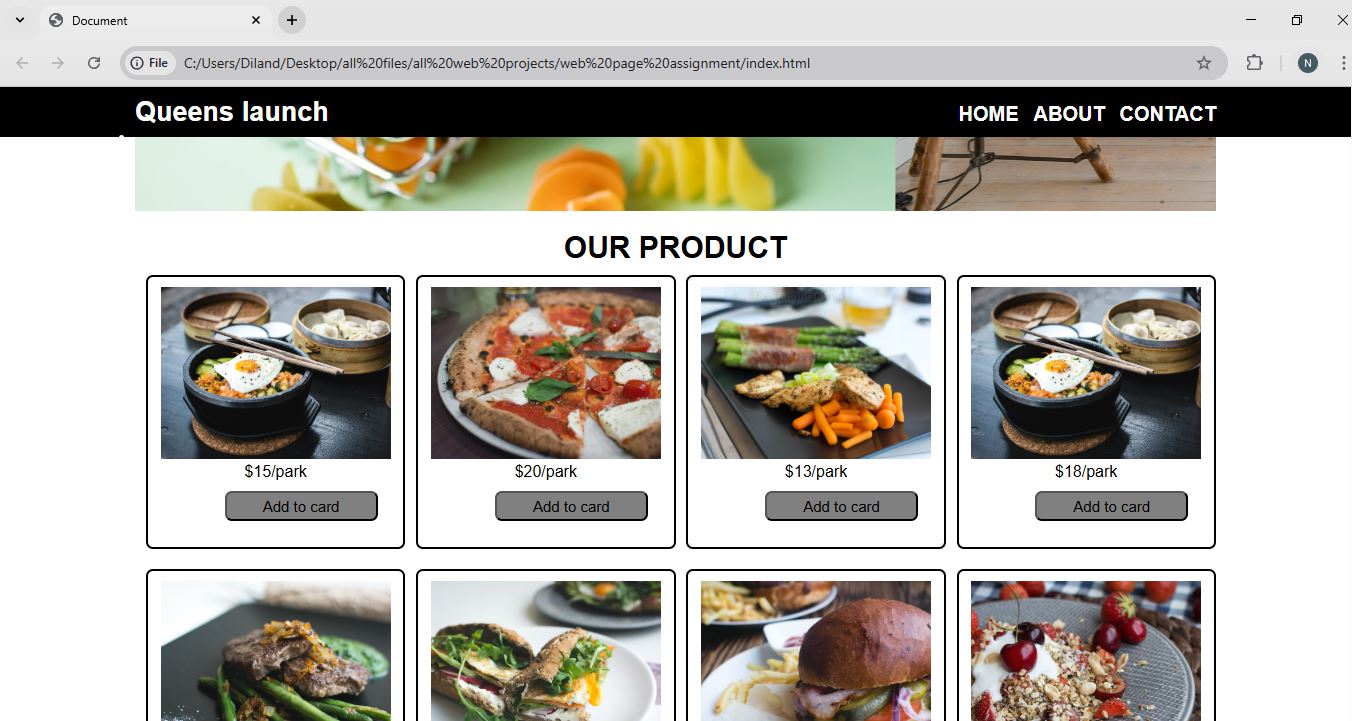 Document
File C:/Users/Diland/Desktop/all%20files/all%20web%20projects/web%20page%20assignment/index.html N
Queens launch HOME ABOUT CONTACT
OUR PRODUCT
$15/park $20/park $13/park $18/park
Add to card Add to card Add to card Add to card